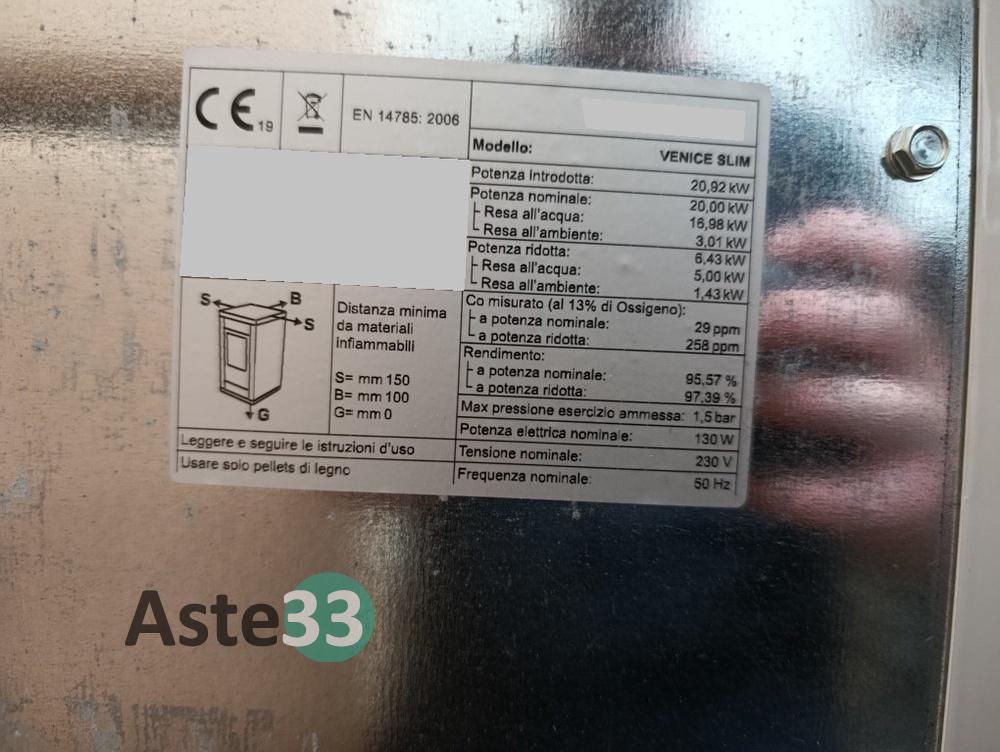 CE 19
EN 14785: 2006
Modello: VENICE SLIM
Potenza introdotta: 20,92 kW
Potenza nominale: 20,00 kW
Resa all'acqua: 16,98 kW
Resa all'ambiente: 3,01 kW
Potenza ridotta: 6,43 kW
Resa all'acqua: 5,00 kW
Resa all'ambiente: 1,43 kW
Co misurato (al 13% di Ossigeno):
a potenza nominale: 29 ppm
a potenza ridotta: 258 ppm
Rendimento:
a potenza nominale: 95,57 %
a potenza ridotta: 97,39 %
Max pressione esercizio ammessa: 1,5 bar
Potenza elettrica nominale: 130 W
Tensione nominale: 230 V
Frequenza nominale: 50 Hz
S B
S
G
Distanza minima
da materiali
infiammabili
S= mm 150
B= mm 100
G= mm 0
Leggere e seguire le istruzioni d'uso
Usare solo pellets di legno
Aste33